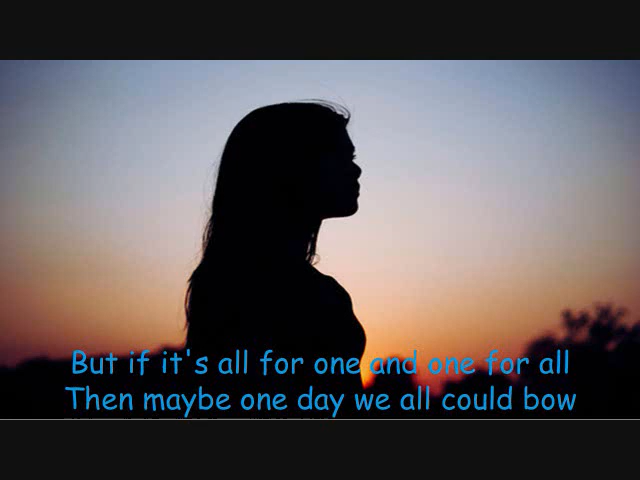 But if it's all for one and one for all
Then maybe one day we all could bow